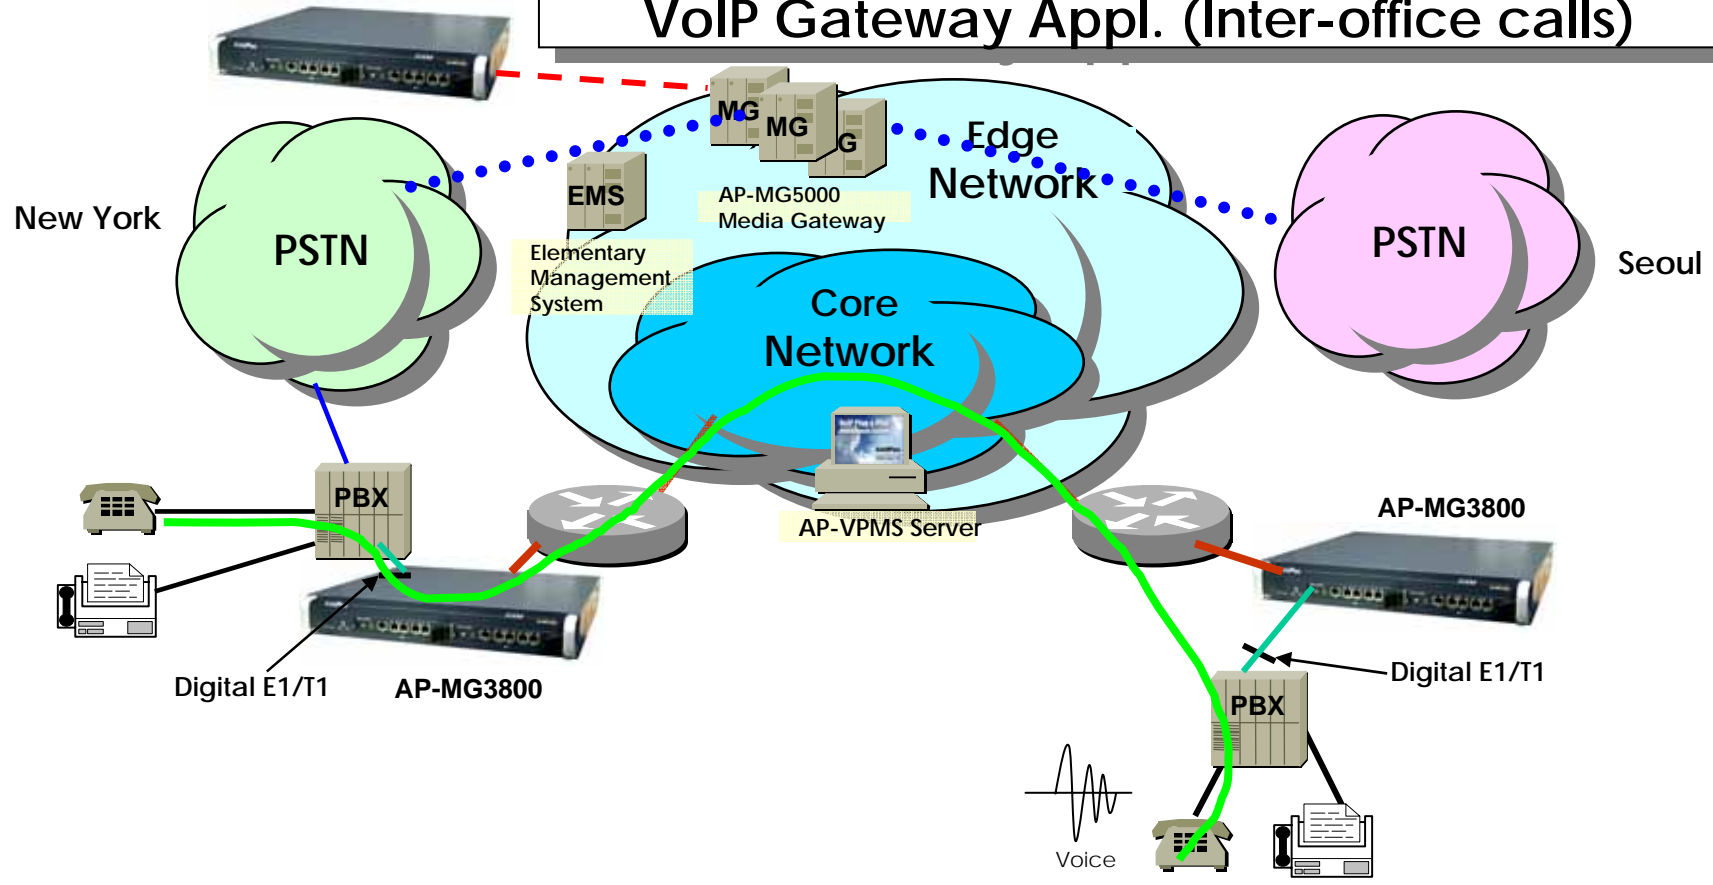 VoIP Gateway Appl. (Inter-office calls)
MG
MG
G
Edge
Network
EMS
AP-MG5000
Media Gateway
New York
PSTN
PSTN
Seoul
Elementary
Management
System
Core
Network
PBX
AP-VPMS Server
AP-MG3800
Digital E1/T1
AP-MG3800
Digital E1/T1
PBX
Voice